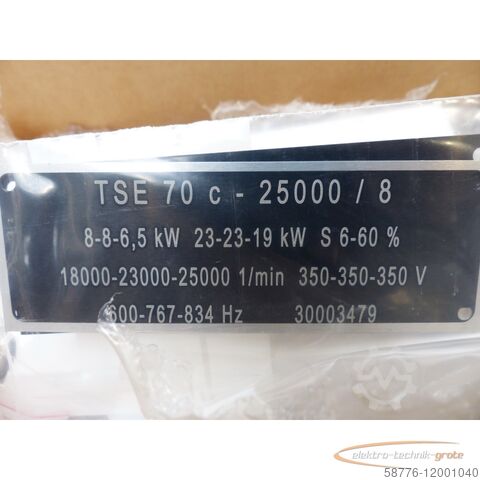 TSE 70 c - 25000 / 8
8-8-6,5 kW 23-23-19 kW S 6-60 %
18000-23000-25000 1/min 350-350-350 V
600-767-834 Hz 30003479
elektro-technik-grote
58776-12001040